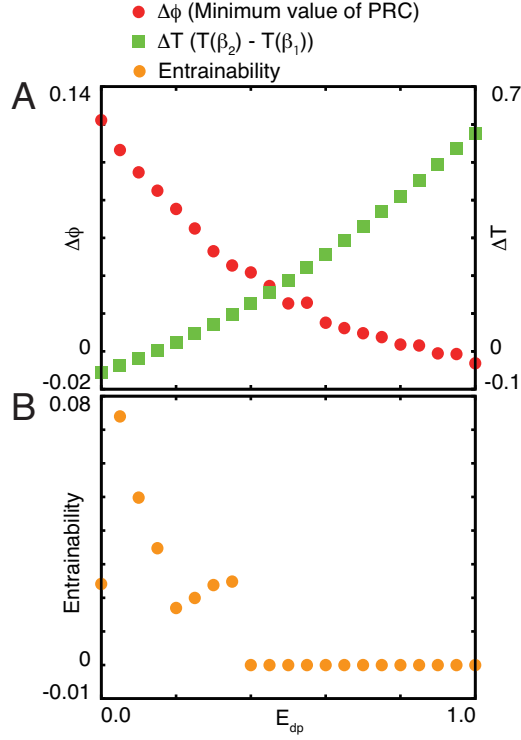 Δϕ (Minimum value of PRC)
ΔT (T(β₂) - T(β₁))
Entrainability
A
0.14
0.7
Δϕ
ΔT
0
0
-0.02
-0.1
B
0.08
Entrainability
0
-0.01
0.0
E_dp
1.0